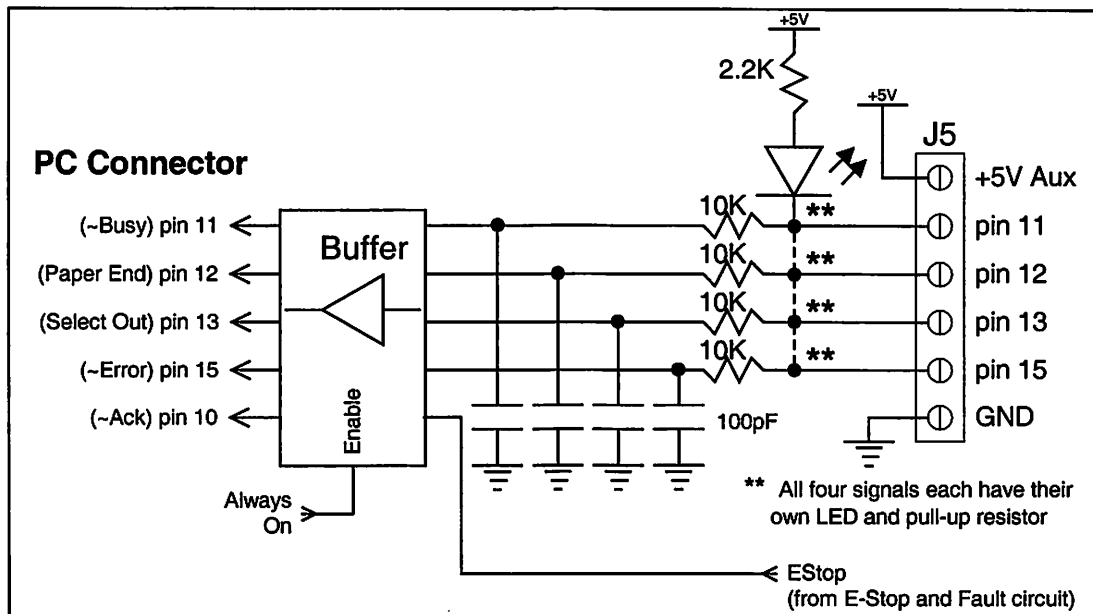 +5V
2.2K
+5V
J5
PC Connector
+5V Aux
(~Busy) pin 11
Buffer
10K
**
pin 11
(Paper End) pin 12
10K
**
pin 12
(Select Out) pin 13
10K
**
pin 13
(~Error) pin 15
10K
**
pin 15
(~Ack) pin 10
Enable
100pF
GND
Always
On
** All four signals each have their
own LED and pull-up resistor
EStop
(from E-Stop and Fault circuit)